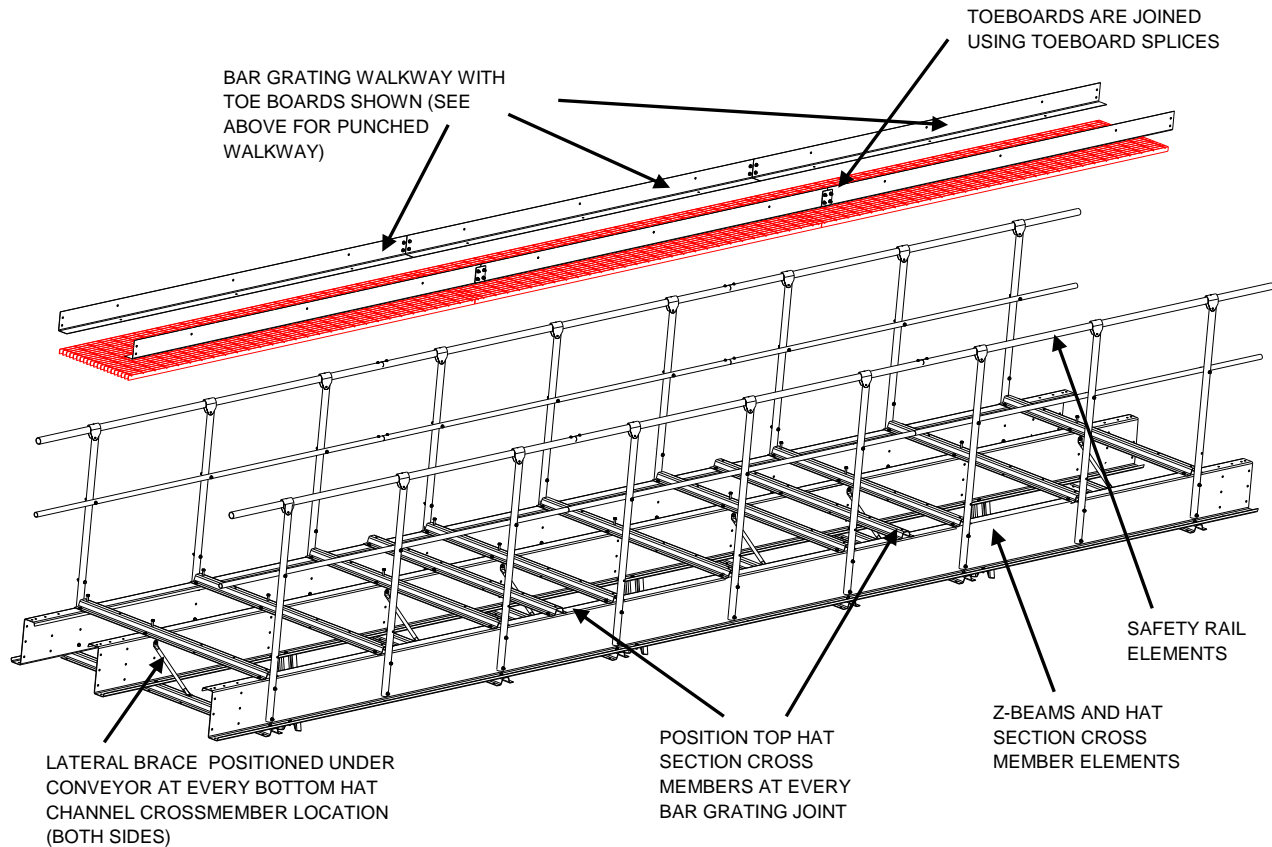 TOEBOARDS ARE JOINED
USING TOEBOARD SPLICES
BAR GRATING WALKWAY WITH
TOE BOARDS SHOWN (SEE
ABOVE FOR PUNCHED
WALKWAY)
SAFETY RAIL
ELEMENTS
Z-BEAMS AND HAT
SECTION CROSS
MEMBER ELEMENTS
POSITION TOP HAT
SECTION CROSS
MEMBERS AT EVERY
BAR GRATING JOINT
LATERAL BRACE POSITIONED UNDER
CONVEYOR AT EVERY BOTTOM HAT
CHANNEL CROSSMEMBER LOCATION
(BOTH SIDES)